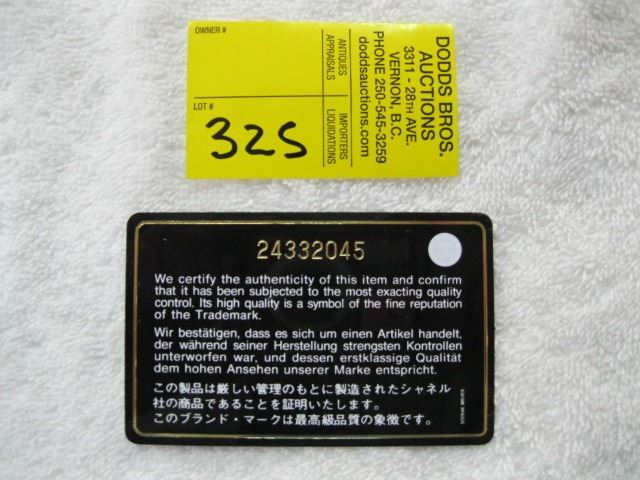 OWNER #
LOT #
325
ANTIQUES
APPRAISALS
IMPORTERS
LIQUIDATIONS
DODDS BROS.
AUCTIONS
3311 - 28TH AVE.
VERNON, B.C.
PHONE 250-545-3259
doddsauctions.com
24332045
We certify the authenticity of this item and confirm
that it has been subjected to the most exacting quality
control. Its high quality is a symbol of the fine reputation
of the Trademark.
Wir bestätigen, dass es sich um einen Artikel handelt,
der während seiner Herstellung strengsten Kontrollen
unterworfen war, und dessen erstklassige Qualität
dem hohen Ansehen unserer Marke entspricht.
この製品は厳しい管理のもとに製造されたシャネル
社の商品であることを証明いたします。
このブランド・マークは最高級品質の象徴です。